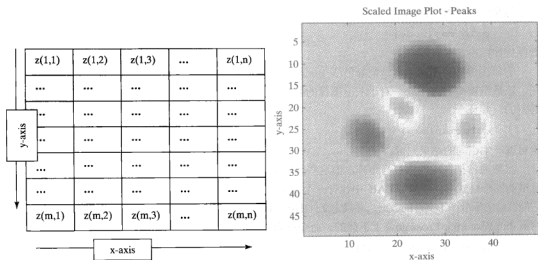 z(1,1) z(1,2) z(1,3) ... z(1,n)
... ... ... ... ...
... ... ... ... ...
... ... ... ... ...
... ... ... ... ...
... ... ... ... ...
z(m,1) z(m,2) z(m,3) ... z(m,n)
y-axis
x-axis
Scaled Image Plot - Peaks
5
10
15
20
25
30
35
40
45
y-axis
10 20 30 40
x-axis